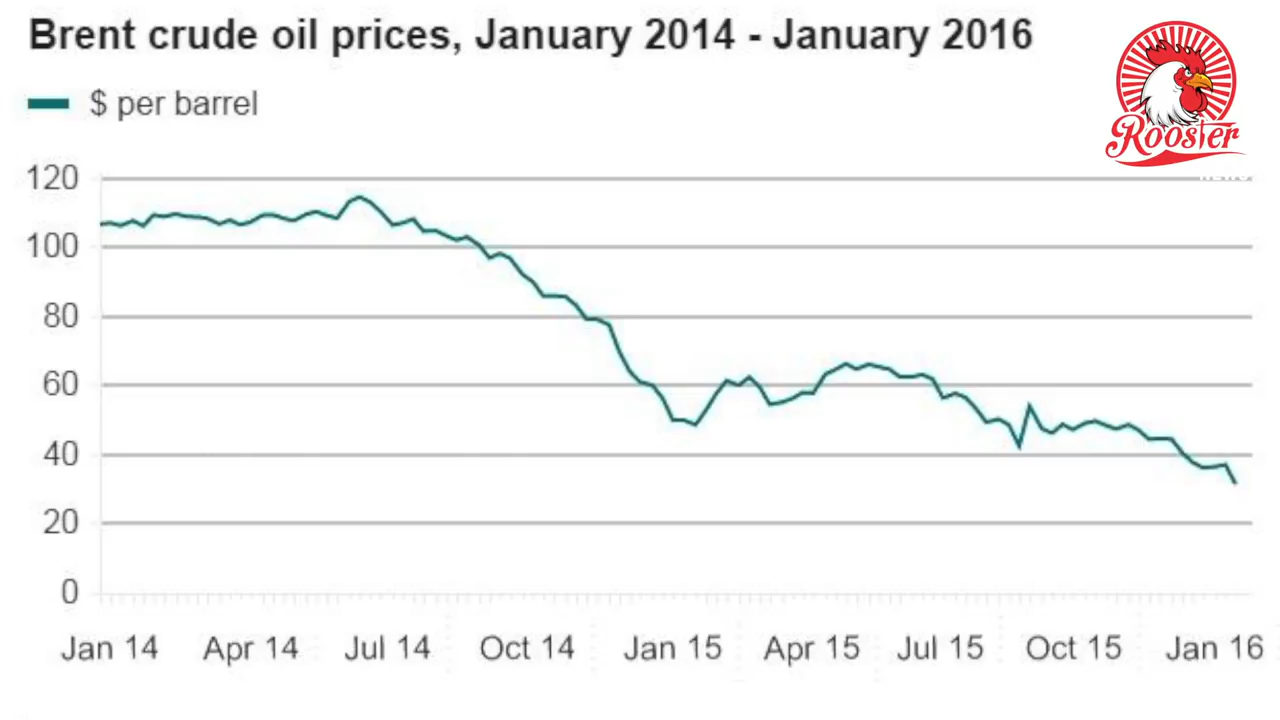 Brent crude oil prices, January 2014 - January 2016
$ per barrel
Rooster
NEWS
120
100
80
60
40
20
0
Jan 14 Apr 14 Jul 14 Oct 14 Jan 15 Apr 15 Jul 15 Oct 15 Jan 16